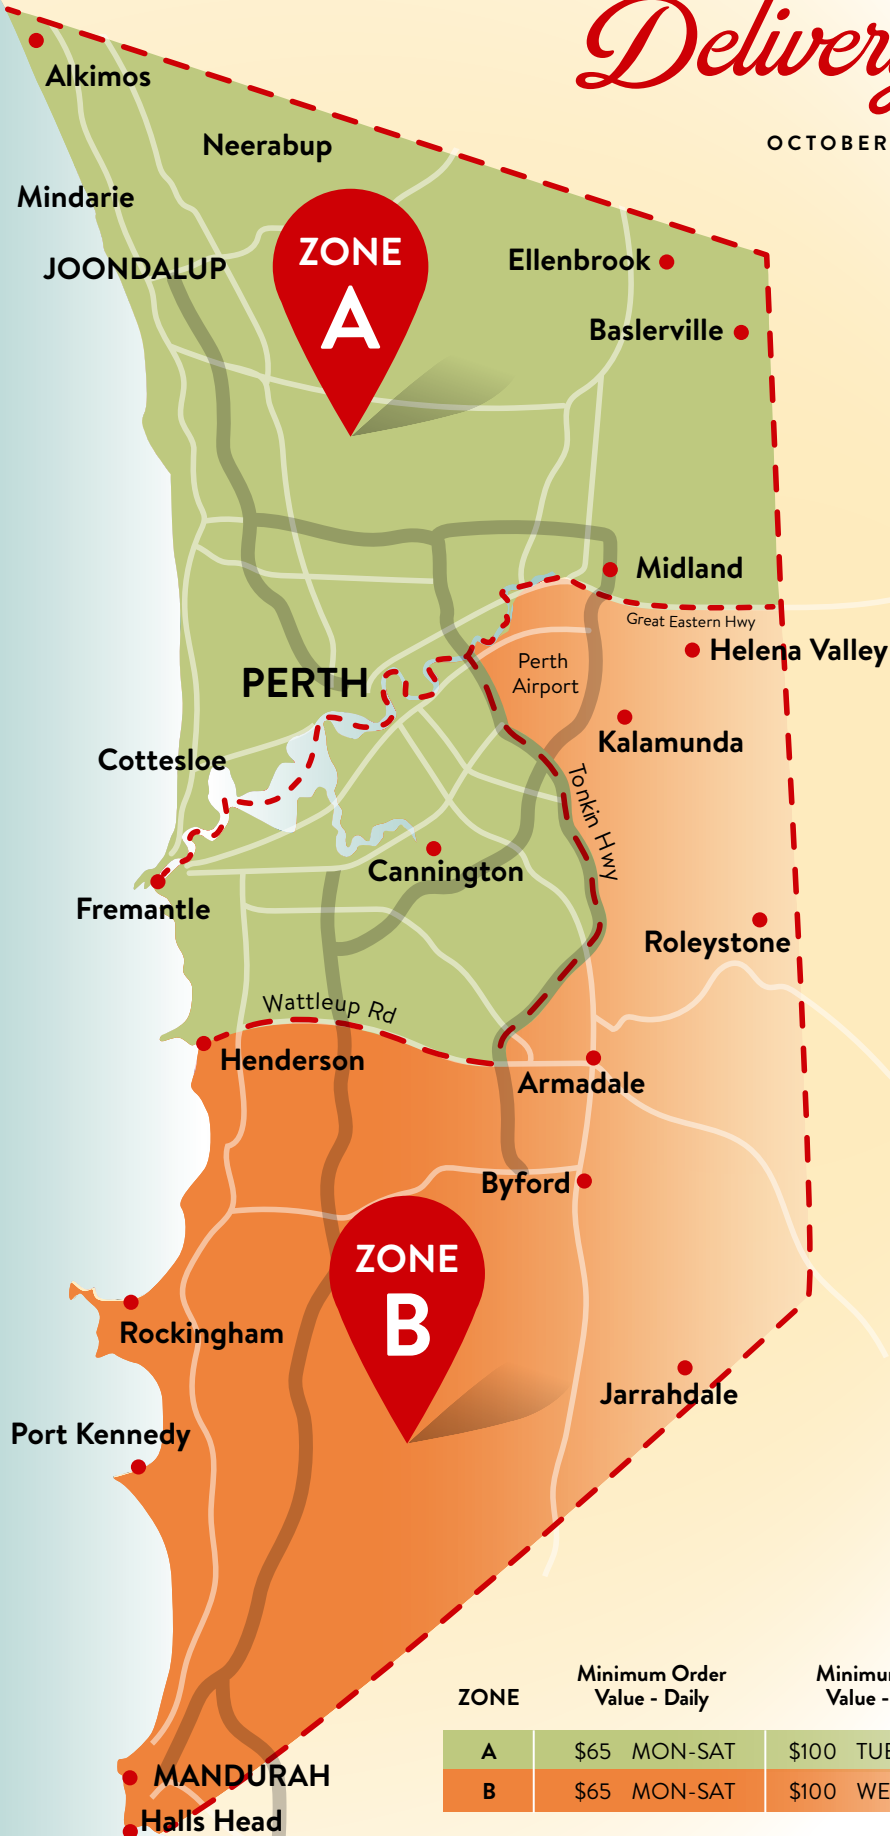 Delivery
OCTOBER
Alkimos
Neerabup
Mindarie
JOONDALUP
ZONE
A
Ellenbrook
Baslerville
Midland
Great Eastern Hwy
Helena Valley
Perth
Airport
PERTH
Kalamunda
Cottesloe
Tonkin Hwy
Cannington
Fremantle
Roleystone
Wattleup Rd
Henderson
Armadale
Byford
ZONE
B
Rockingham
Jarrahdale
Port Kennedy
ZONE Minimum Order Value - Daily
A $65 MON-SAT $100
B $65 MON-SAT $100
MANDURAH
Halls Head